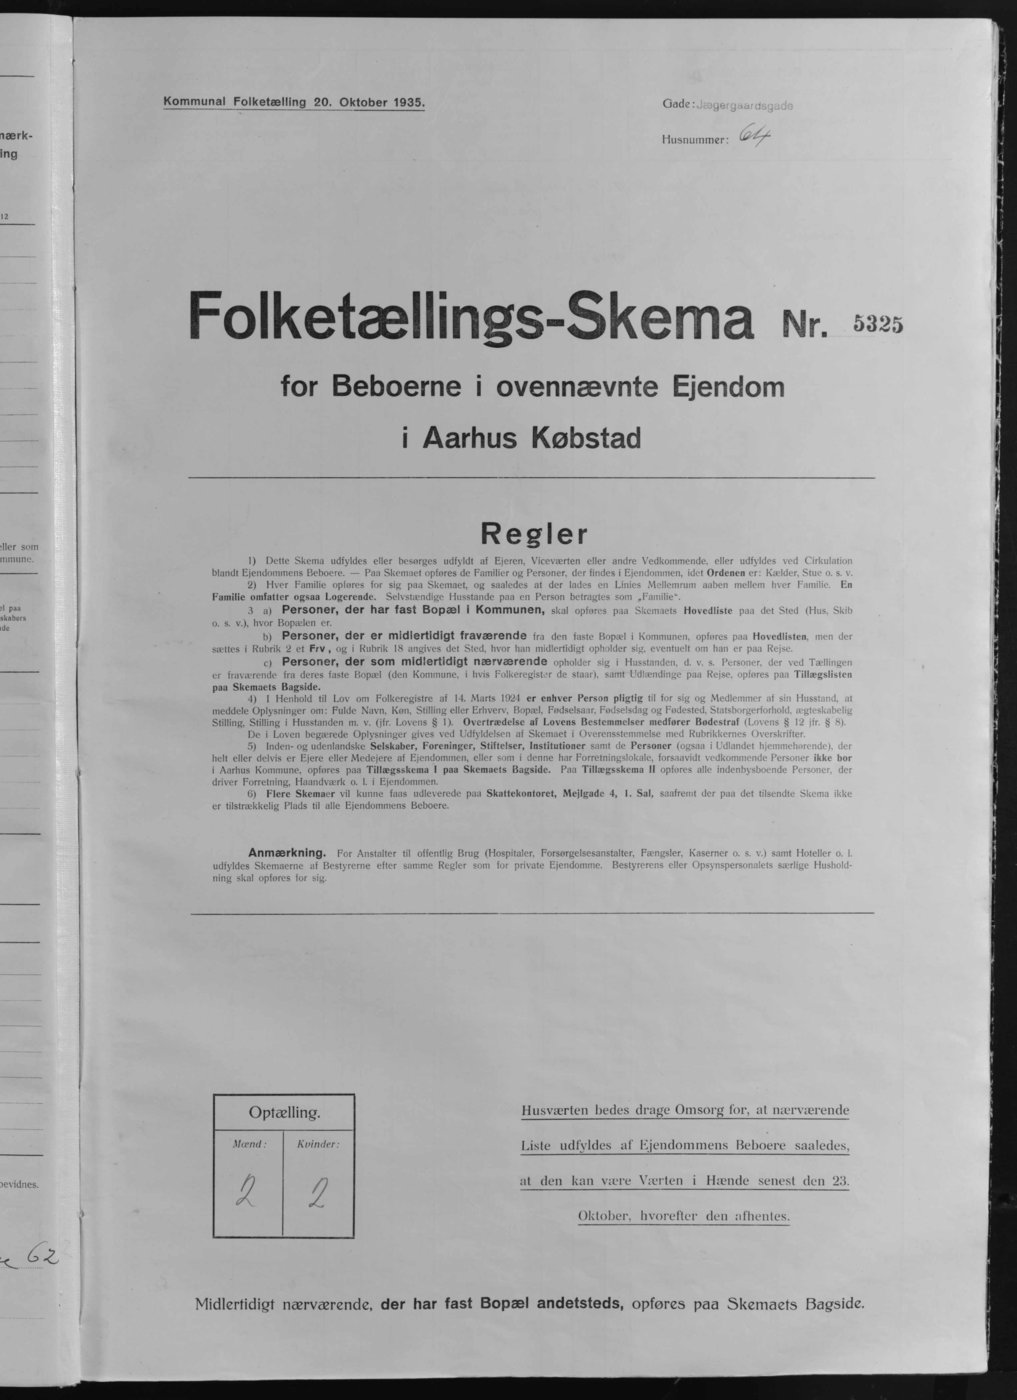 nærk-
ing
12
eller som
mmune.
el paa
skabers
de
bevidnes.
62
Kommunal Folketælling 20. Oktober 1935.
Gade: Jægergaardsgade
Husnummer: 64
Folketællings-Skema Nr. 5325
for Beboerne i ovennævnte Ejendom
i Aarhus Købstad
Regler
1) Dette Skema udfyldes eller besørges udfyldt af Ejeren, Viceværten eller andre Vedkommende, eller udfyldes ved Cirkulation
blandt Ejendommens Beboere. — Paa Skemaet opføres de Familier og Personer, der findes i Ejendommen, idet Ordenen er: Kælder, Stue o. s. v.
2) Hver Familie opføres for sig paa Skemaet, og saaledes at der lades en Linies Mellemrum aaben mellem hver Familie. En
Familie omfatter ogsaa Logerende. Selvstændige Husstande paa en Person betragtes som „Familie“.
3 a) Personer, der har fast Bopæl i Kommunen, skal opføres paa Skemaets Hovedliste paa det Sted (Hus, Skib
o. s. v.), hvor Bopælen er.
b) Personer, der er midlertidigt fraværende fra den faste Bopæl i Kommunen, opføres paa Hovedlisten, men der
sættes i Rubrik 2 et Frv, og i Rubrik 18 angives det Sted, hvor han midlertidigt opholder sig, eventuelt om han er paa Rejse.
c) Personer, der som midlertidigt nærværende opholder sig i Husstanden, d. v. s. Personer, der ved Tællingen
er fraværende fra deres faste Bopæl (den Kommune, i hvis Folkeregister de staar), samt Udlændinge paa Rejse, opføres paa Tillægslisten
paa Skemaets Bagside.
4) I Henhold til Lov om Folkeregistre af 14. Marts 1924 er enhver Person pligtig til for sig og Medlemmer af sin Husstand, at
meddele Oplysninger om: Fulde Navn, Køn, Stilling eller Erhverv, Bopæl, Fødselsaar, Fødselsdag og Fødested, Statsborgerforhold, ægteskabelig
Stilling, Stilling i Husstanden m. v. (jfr. Lovens § 1). Overtrædelse af Lovens Bestemmelser medfører Bødestraf (Lovens § 12 jfr. § 8).
De i Loven begærede Oplysninger gives ved Udfyldelsen af Skemaet i Overensstemmelse med Rubrikkernes Overskrifter.
5) Inden- og udenlandske Selskaber, Foreninger, Stiftelser, Institutioner samt de Personer (ogsaa i Udlandet hjemmehørende), der
helt eller delvis er Ejere eller Medejere af Ejendommen, eller som i denne har Forretningslokale, forsaavidt vedkommende Personer ikke bor
i Aarhus Kommune, opføres paa Tillægsskema I paa Skemaets Bagside. Paa Tillægsskema II opføres alle indenbysboende Personer, der
driver Forretning, Haandværk o. l. i Ejendommen.
6) Flere Skemaer vil kunne faas udleverede paa Skattekontoret, Mejlgade 4, 1. Sal, saafremt der paa det tilsendte Skema ikke
er tilstrækkelig Plads til alle Ejendommens Beboere.
Anmærkning. For Anstalter til offentlig Brug (Hospitaler, Forsørgelsesanstalter, Fængsler, Kaserner o. s. v.) samt Hoteller o. l.
udfyldes Skemaerne af Bestyrerne efter samme Regler som for private Ejendomme. Bestyrerens eller Opsynspersonalets særlige Hushold-
ning skal opføres for sig.
Optælling.
Mænd: Kvinder:
2 2
Husværten bedes drage Omsorg for, at nærværende
Liste udfyldes af Ejendommens Beboere saaledes,
at den kan være Værten i Hænde senest den 23.
Oktober, hvorefter den afhentes.
Midlertidigt nærværende, der har fast Bopæl andetsteds, opføres paa Skemaets Bagside.